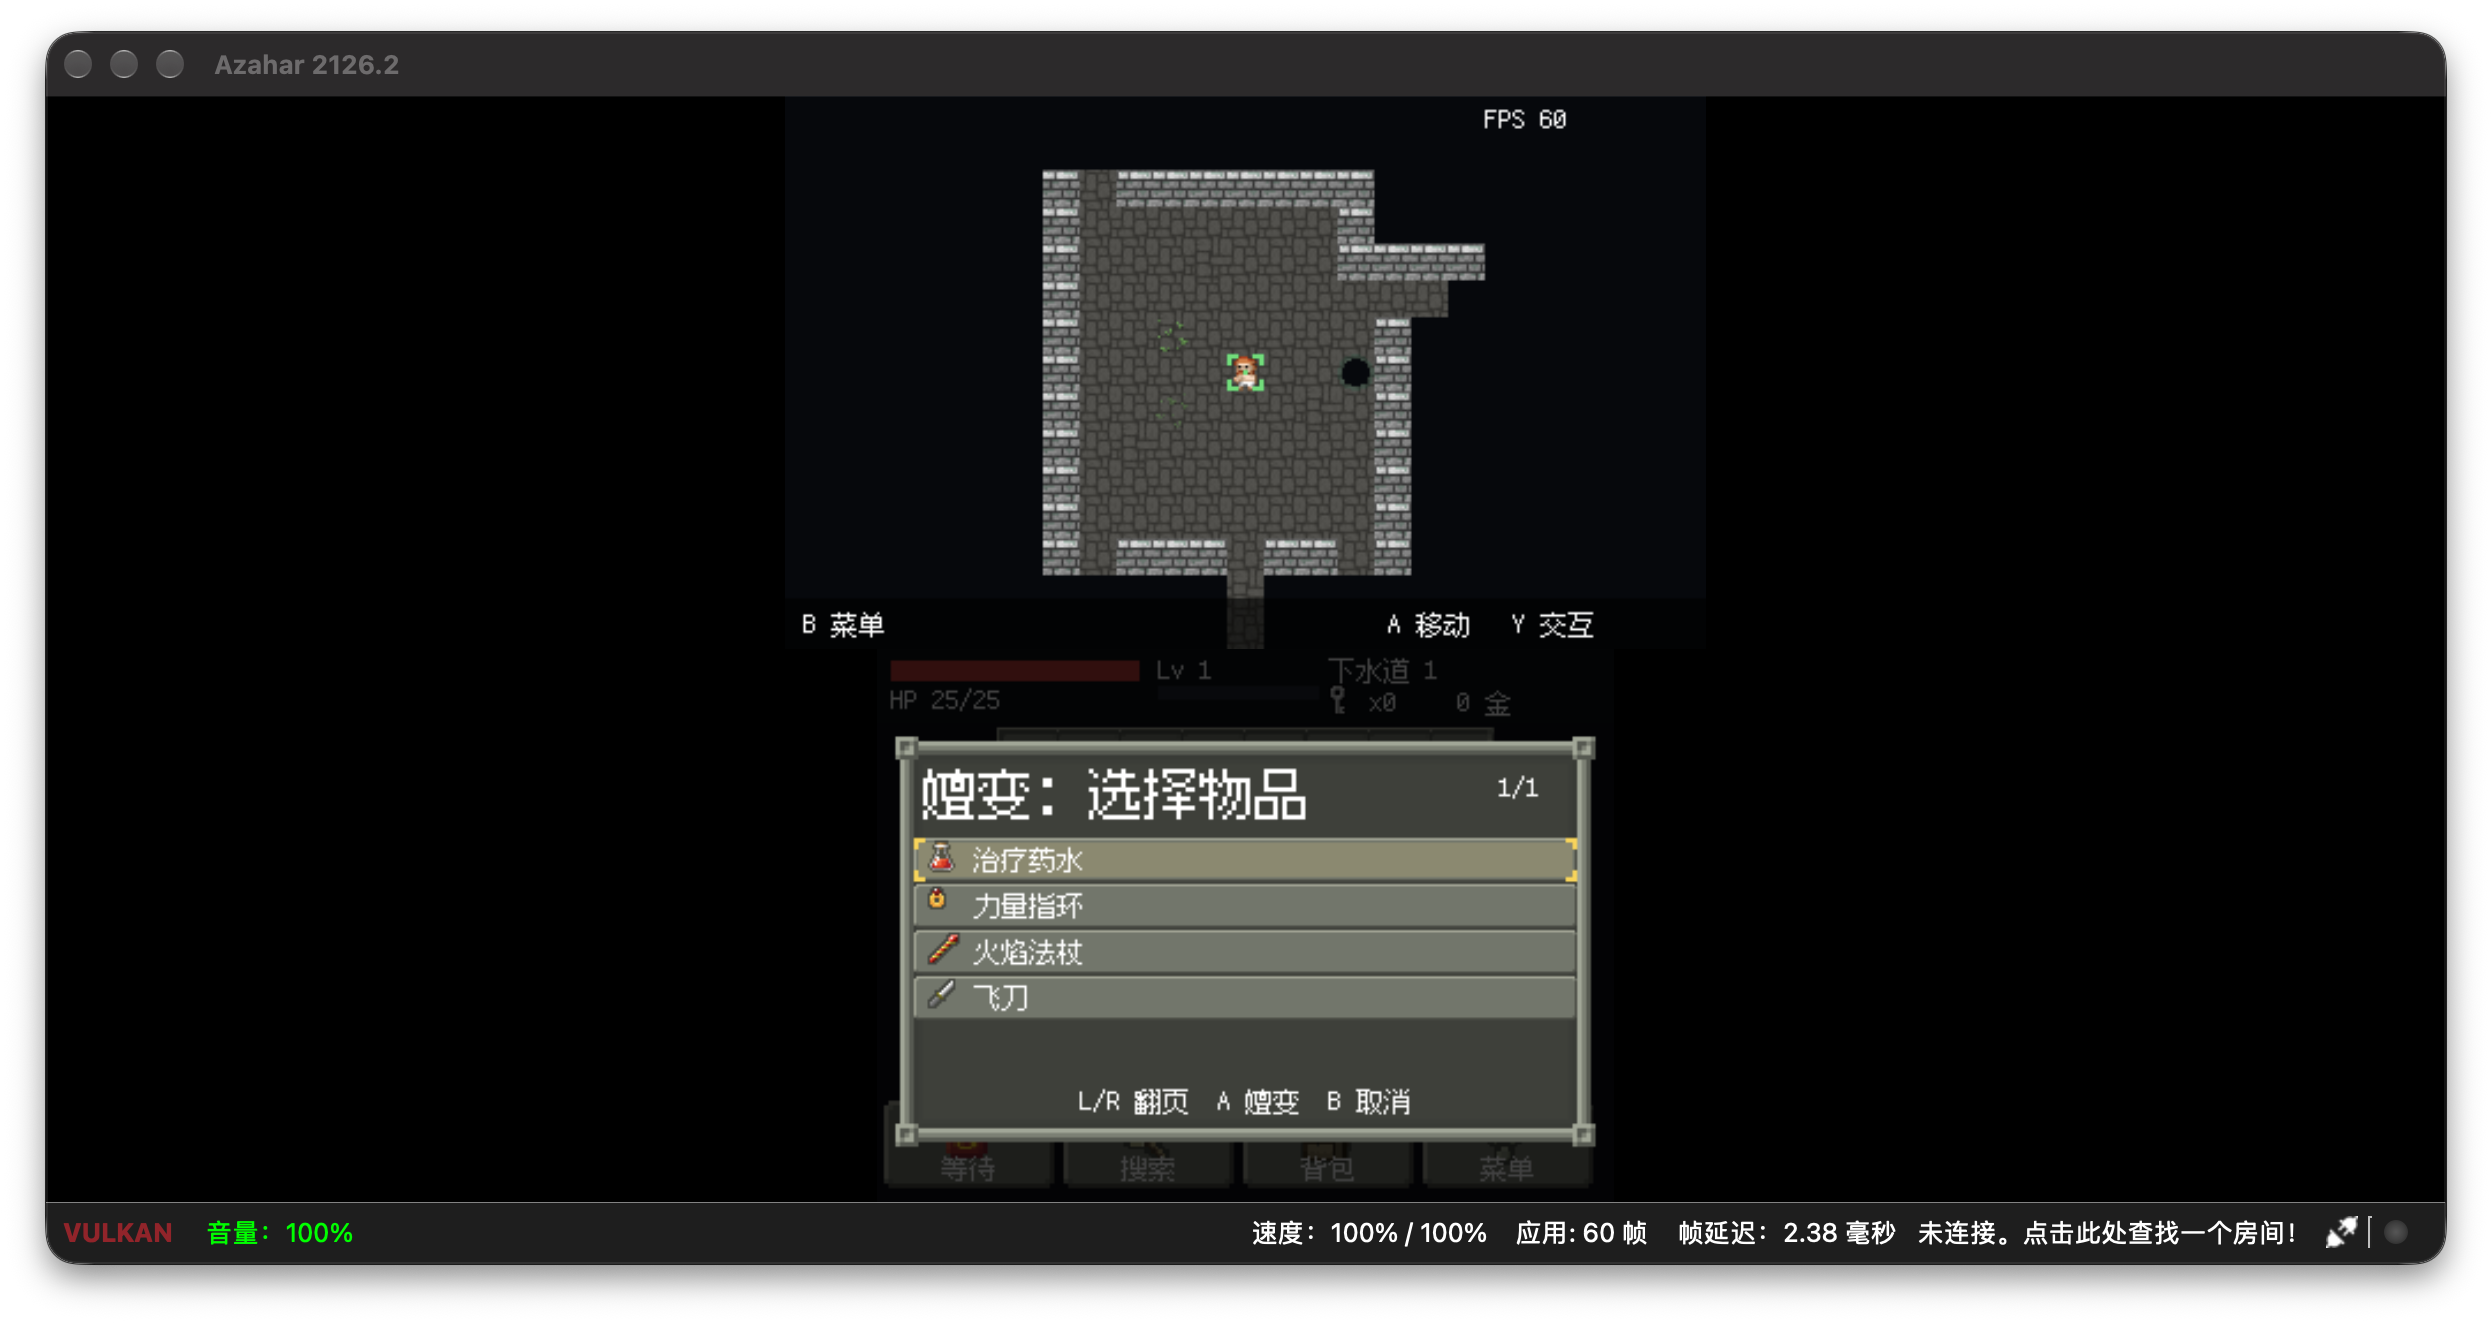 Azahar 2126.2
FPS 60
B 菜单 A 移动 Y 交互
Lv 1 下水道 1
HP 25/25 x0 0 金
嬗变：选择物品 1/1
治疗药水
力量指环
火焰法杖
飞刀
L/R 翻页 A 嬗变 B 取消
等待 搜索 背包 菜单
VULKAN 音量：100% 速度：100% / 100% 应用: 60 帧 帧延迟：2.38 毫秒 未连接。点击此处查找一个房间！